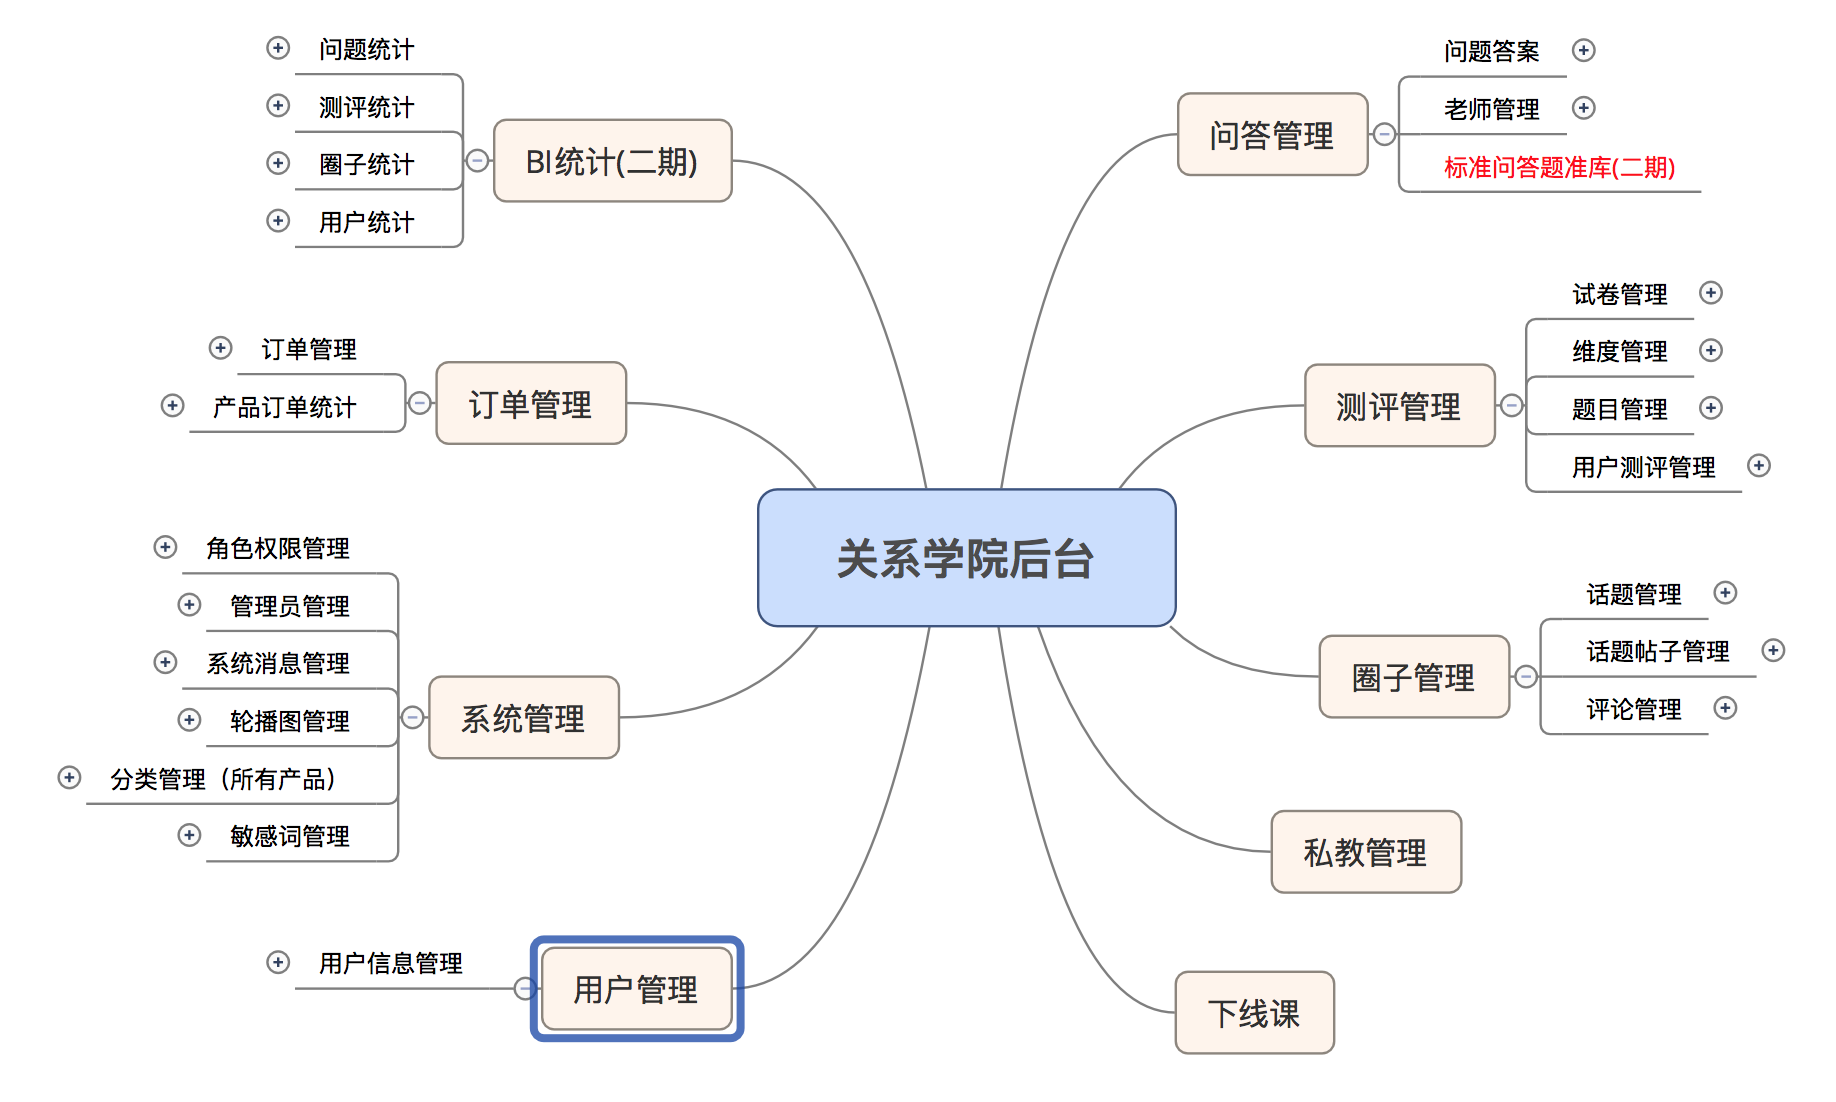 关系学院后台
问答管理
问题答案
老师管理
标准问答题准库(二期)
测评管理
试卷管理
维度管理
题目管理
用户测评管理
圈子管理
话题管理
话题帖子管理
评论管理
私教管理
下线课
BI统计(二期)
问题统计
测评统计
圈子统计
用户统计
订单管理
订单管理
产品订单统计
系统管理
角色权限管理
管理员管理
系统消息管理
轮播图管理
分类管理（所有产品）
敏感词管理
用户管理
用户信息管理